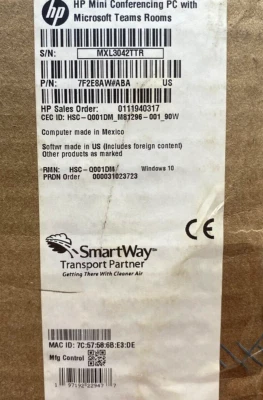 hp
HP Mini Conferencing PC with
Microsoft Teams Rooms
S/N: MXL3042TTR
P/N: 7F2E8AW#ABA US
HP Sales Order: 0111940317
CEC ID: HSC-Q001DM_M81296-001_90W
Computer made in Mexico
Softwr made in US (Includes foreign content)
Other products as marked
RMN: HSC-Q001DM Windows 10
PRDN Order 000031023723
CE
SmartWay
Transport Partner
Getting There With Cleaner Air
MAC ID: 7C:57:58:6B:E3:DE
Mfg Control